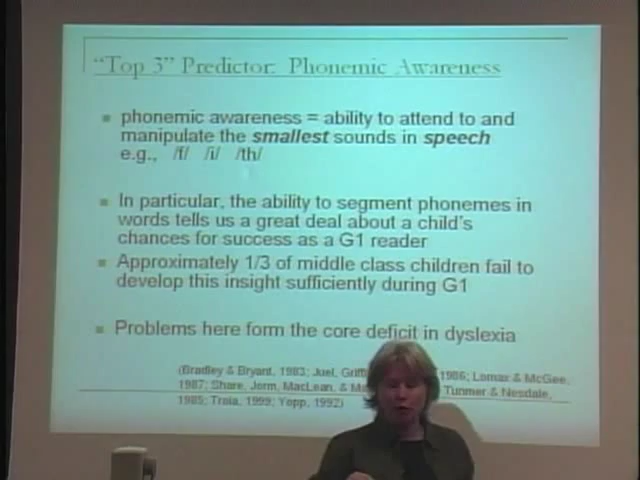 "Top 3" Predictor: Phonemic Awareness
phonemic awareness = ability to attend to and
manipulate the smallest sounds in speech
e.g., /f/ /i/ /th/
In particular, the ability to segment phonemes in
words tells us a great deal about a child's
chances for success as a G1 reader
Approximately 1/3 of middle class children fail to
develop this insight sufficiently during G1
Problems here form the core deficit in dyslexia
(Bradley & Bryant, 1983; Juel, 1986; Lomax & McGee,
1987; Share, Jorm, MacLean, & Tunmer & Nesdale,
1985; Troia, 1999; Yopp, 1992)